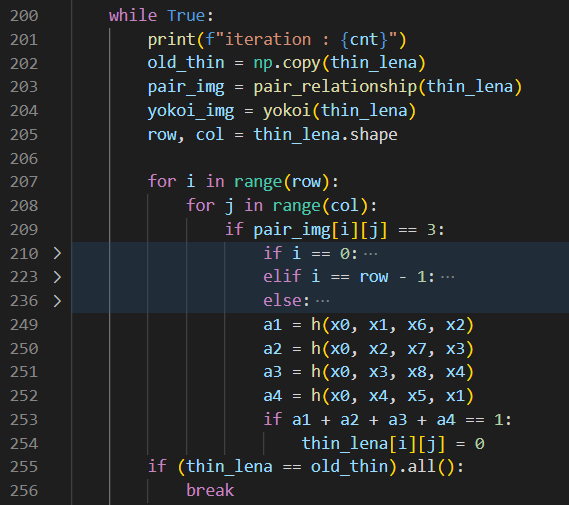 200 while True:
201 print(f"iteration : {cnt}")
202 old_thin = np.copy(thin_lena)
203 pair_img = pair_relationship(thin_lena)
204 yokoi_img = yokoi(thin_lena)
205 row, col = thin_lena.shape
206
207 for i in range(row):
208 for j in range(col):
209 if pair_img[i][j] == 3:
210 > if i == 0: ···
223 > elif i == row - 1: ···
236 > else: ···
249 a1 = h(x0, x1, x6, x2)
250 a2 = h(x0, x2, x7, x3)
251 a3 = h(x0, x3, x8, x4)
252 a4 = h(x0, x4, x5, x1)
253 if a1 + a2 + a3 + a4 == 1:
254 thin_lena[i][j] = 0
255 if (thin_lena == old_thin).all():
256 break